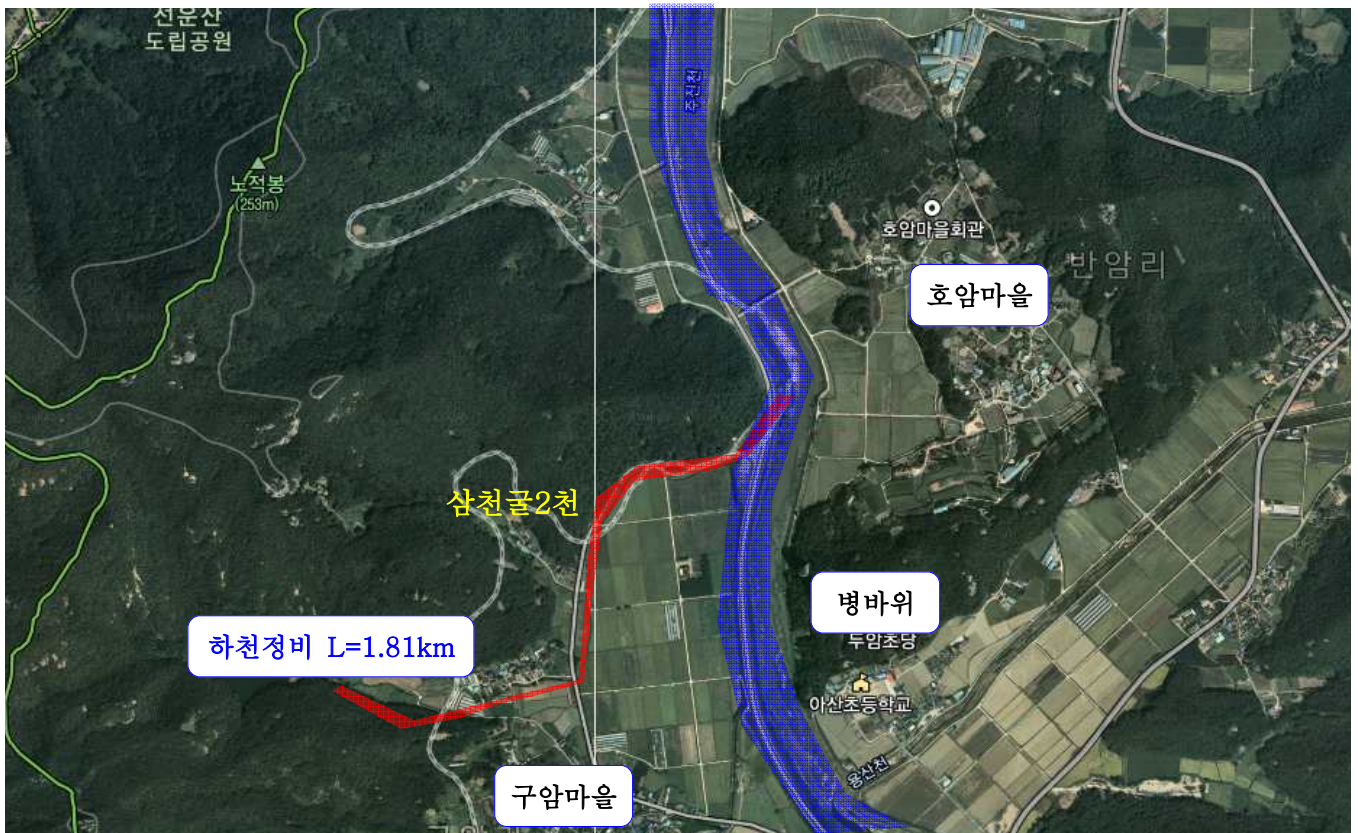 선운산
도립공원
주진천
노적봉
(253m)
호암마을회관
반암리
호암마을
삼천굴2천
병바위
두암초당
하천정비 L=1.81km
아산초등학교
용산천
구암마을